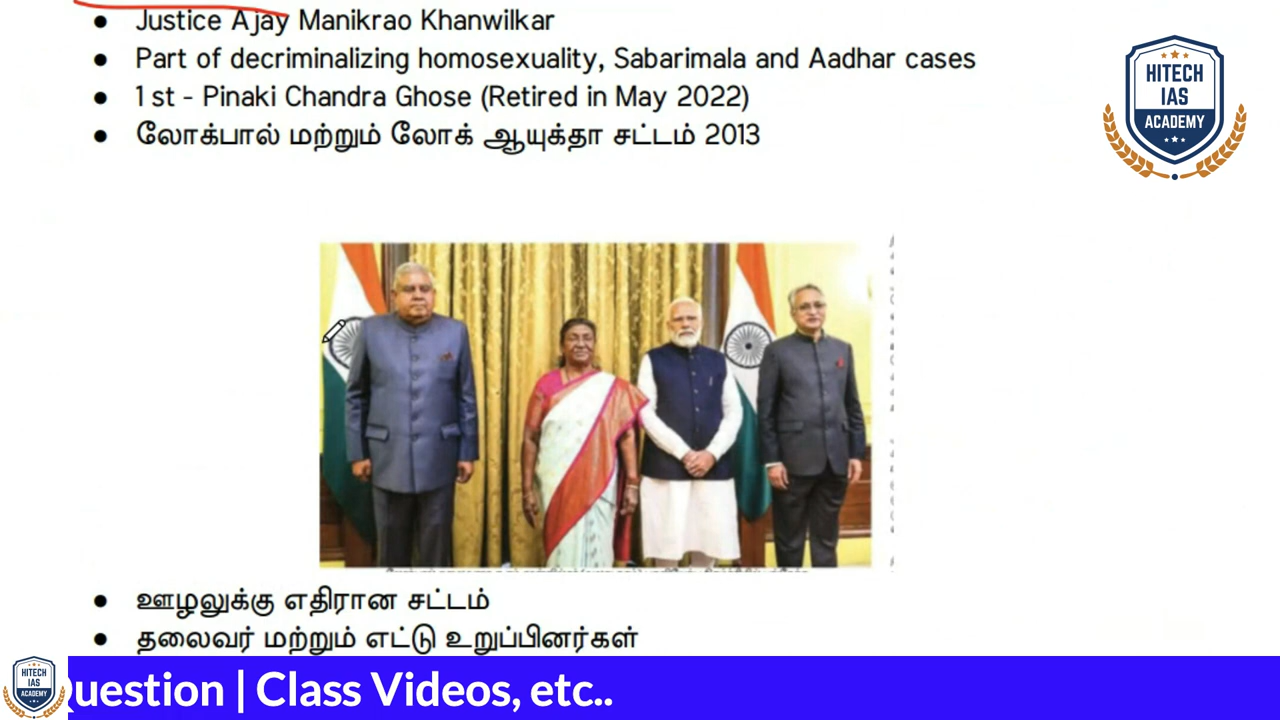 Justice Ajay Manikrao Khanwilkar
Part of decriminalizing homosexuality, Sabarimala and Aadhar cases
1st - Pinaki Chandra Ghose (Retired in May 2022)
லோக்பால் மற்றும் லோக் ஆயுக்தா சட்டம் 2013
HITECH
IAS
ACADEMY
ஊழலுக்கு எதிரான சட்டம்
தலைவர் மற்றும் எட்டு உறுப்பினர்கள்
HITECH
IAS
ACADEMY
Question | Class Videos, etc..